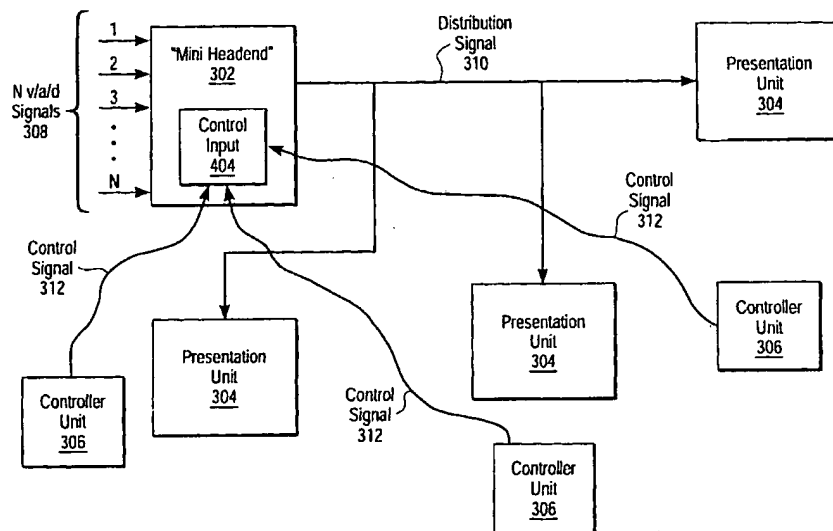 N v/a/d
Signals
308
1
2
3
N
"Mini Headend"
302
Control
Input
404
Distribution
Signal
310
Presentation
Unit
304
Control
Signal
312
Control
Signal
312
Presentation
Unit
304
Presentation
Unit
304
Controller
Unit
306
Controller
Unit
306
Control
Signal
312
Controller
Unit
306